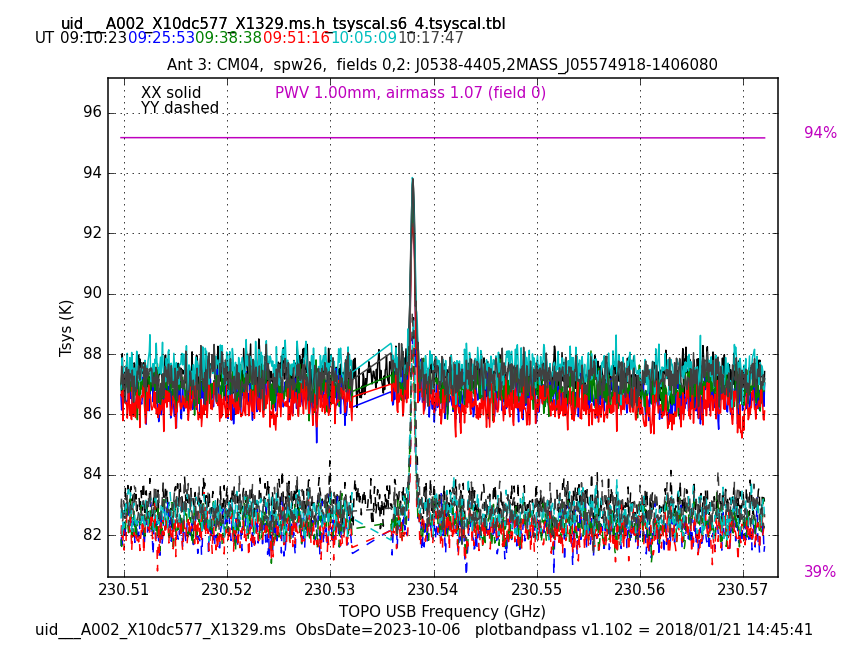 uid___A002_X10dc577_X1329.ms.h_tsyscal.s6_4.tsyscal.tbl
UT 09:10:23 09:25:53 09:38:38 09:51:16 10:05:09 10:17:47
Ant 3: CM04,  spw26,  fields 0,2: J0538-4405,2MASS_J05574918-1406080
XX solid
PWV 1.00mm, airmass 1.07 (field 0)
YY dashed
96
94%
94
92
90
Tsys (K)
88
86
84
82
39%
230.51 230.52 230.53 230.54 230.55 230.56 230.57
TOPO USB Frequency (GHz)
uid___A002_X10dc577_X1329.ms  ObsDate=2023-10-06   plotbandpass v1.102 = 2018/01/21 14:45:41